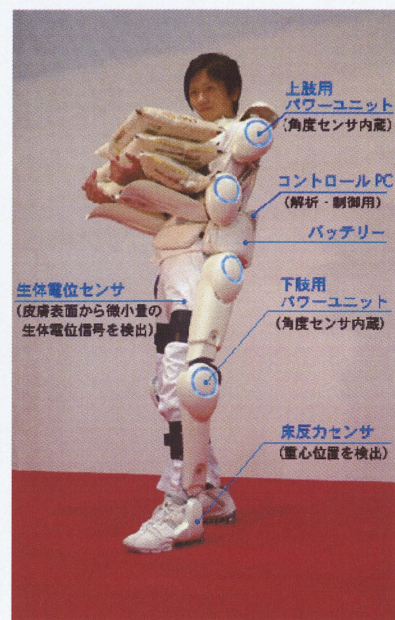 上肢用
パワーユニット
(角度センサ内蔵)
コントロールPC
(解析・制御用)
バッテリー
生体電位センサ
(皮膚表面から微小量の
生体電位信号を検出)
下肢用
パワーユニット
(角度センサ内蔵)
床反力センサ
(重心位置を検出)